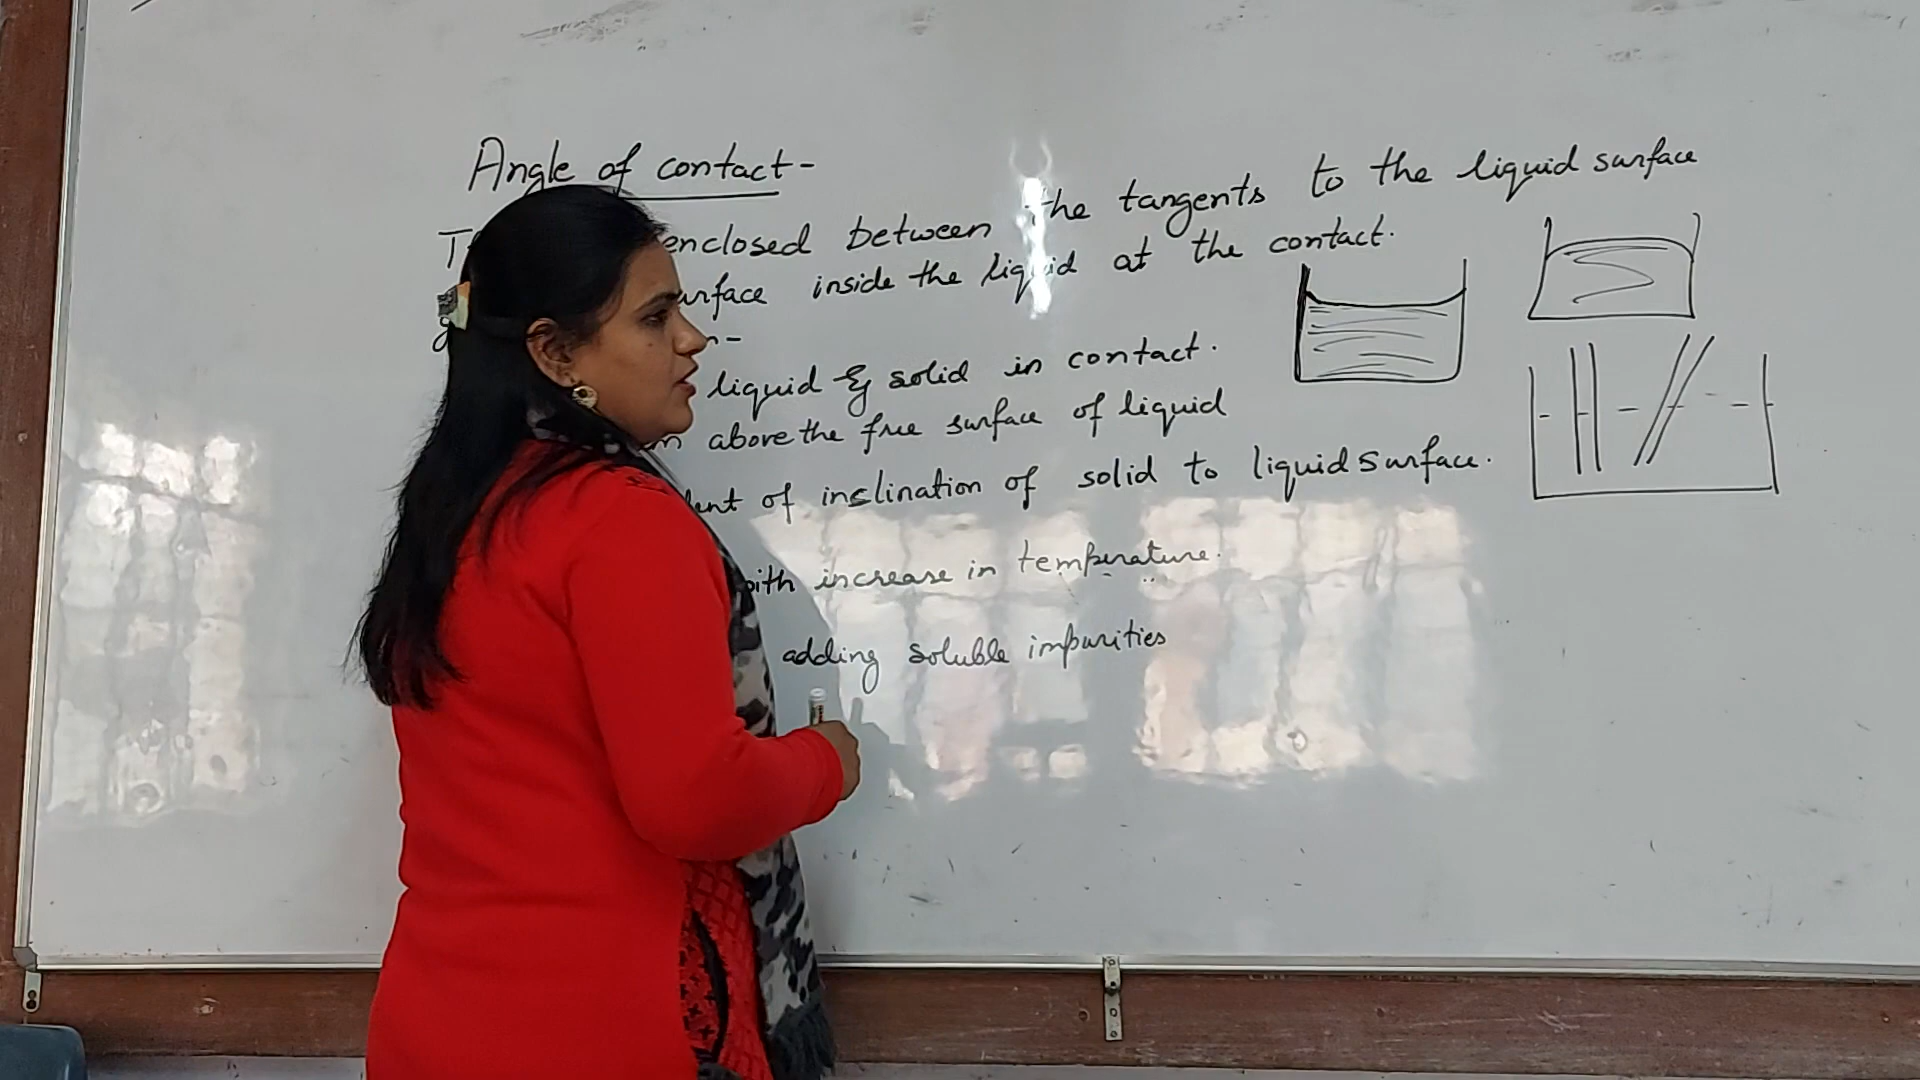 Angle of contact-
enclosed between the tangents to the liquid surface
surface inside the liquid at the contact.
liquid & solid in contact.
above the free surface of liquid
of inslination of solid to liquid surface.
with increase in temperature.
adding soluble impurities